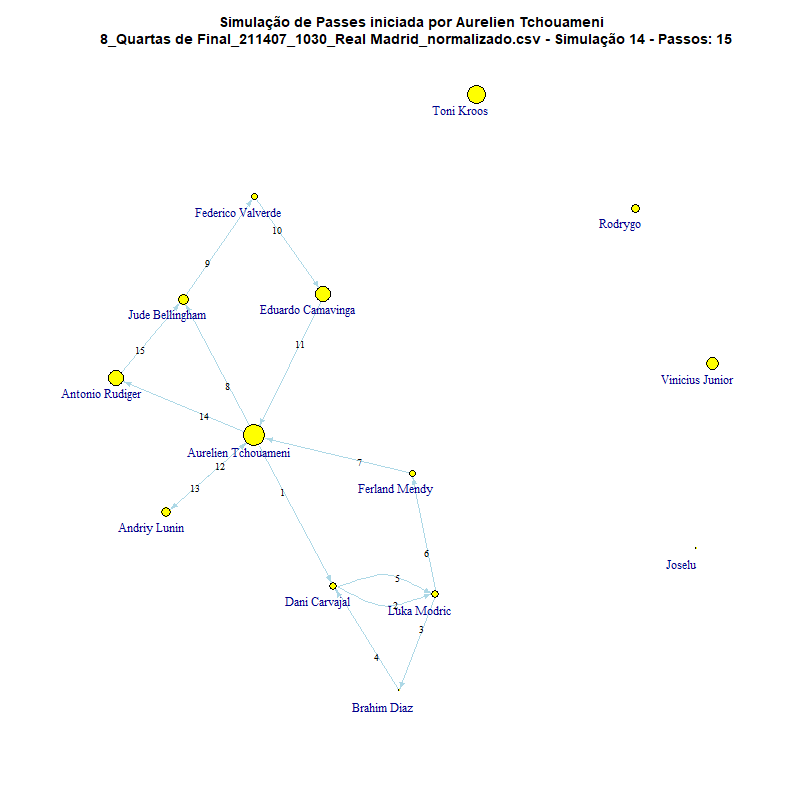 Simulação de Passes iniciada por Aurelien Tchouameni
8_Quartas de Final_211407_1030_Real Madrid_normalizado.csv - Simulação 14 - Passos: 15
Toni Kroos
Federico Valverde
Rodrygo
10
9
Eduardo Camavinga
Jude Bellingham
11
15
Vinicius Junior
8
Antonio Rudiger
14
Aurelien Tchouameni
7
12
13
1
Ferland Mendy
Andriy Lunin
6
Joselu
5
Dani Carvajal
2
Luka Modric
3
4
Brahim Diaz